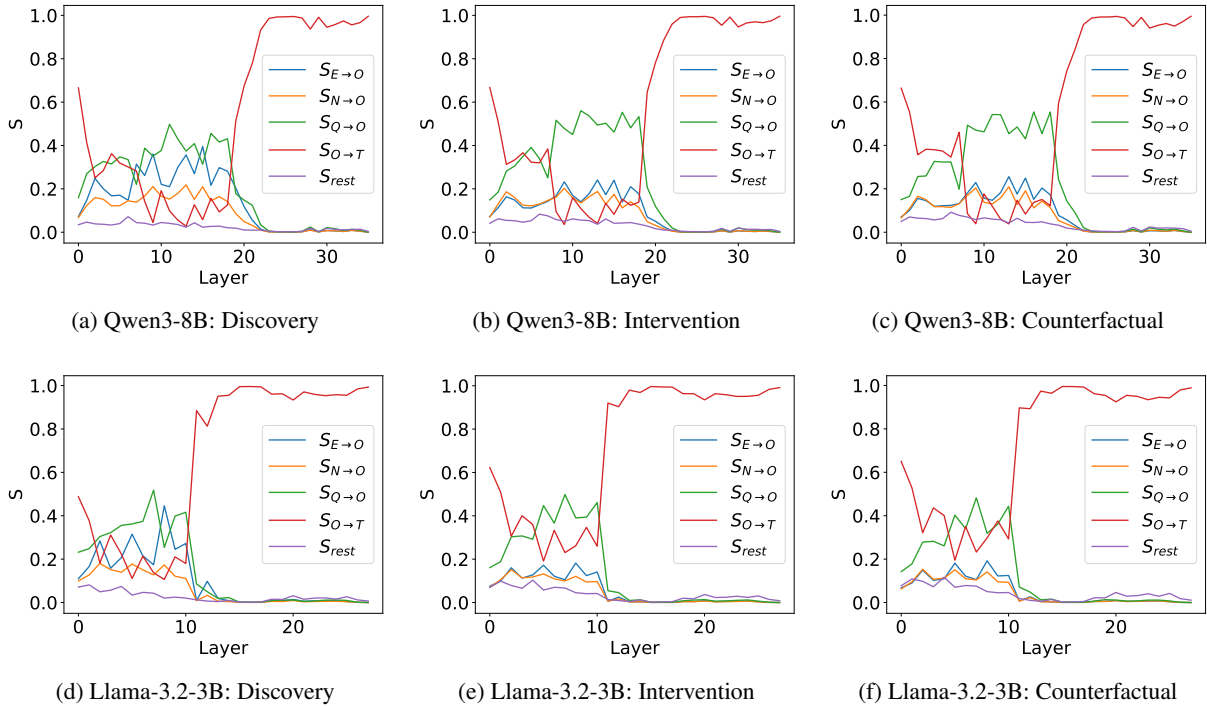 1.0
0.8
0.6
0.4
0.2
0.0
S
0
10
20
30
Layer
S_{E→O}
S_{N→O}
S_{Q→O}
S_{O→T}
S_{rest}
(a) Qwen3-8B: Discovery
1.0
0.8
0.6
0.4
0.2
0.0
S
0
10
20
30
Layer
S_{E→O}
S_{N→O}
S_{Q→O}
S_{O→T}
S_{rest}
(b) Qwen3-8B: Intervention
1.0
0.8
0.6
0.4
0.2
0.0
S
0
10
20
30
Layer
S_{E→O}
S_{N→O}
S_{Q→O}
S_{O→T}
S_{rest}
(c) Qwen3-8B: Counterfactual
1.0
0.8
0.6
0.4
0.2
0.0
S
0
10
20
Layer
S_{E→O}
S_{N→O}
S_{Q→O}
S_{O→T}
S_{rest}
(d) Llama-3.2-3B: Discovery
1.0
0.8
0.6
0.4
0.2
0.0
S
0
10
20
Layer
S_{E→O}
S_{N→O}
S_{Q→O}
S_{O→T}
S_{rest}
(e) Llama-3.2-3B: Intervention
1.0
0.8
0.6
0.4
0.2
0.0
S
0
10
20
Layer
S_{E→O}
S_{N→O}
S_{Q→O}
S_{O→T}
S_{rest}
(f) Llama-3.2-3B: Counterfactual